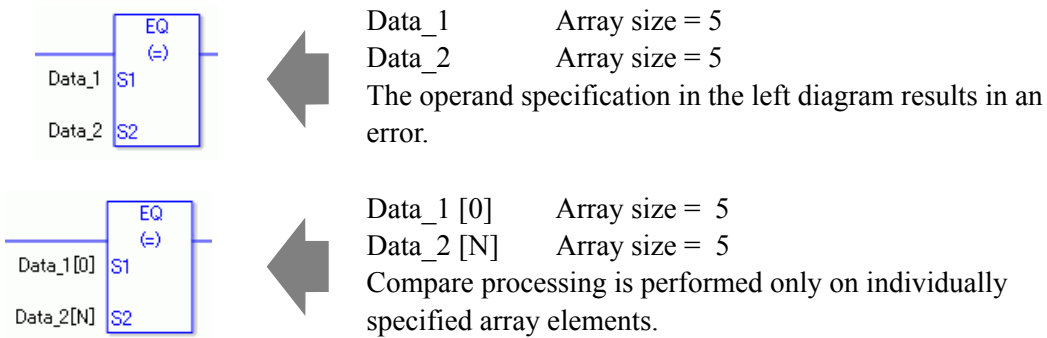 EQ
(=)
Data_1 S1
Data_2 S2
Data_1 Array size = 5
Data_2 Array size = 5
The operand specification in the left diagram results in an
error.
EQ
(=)
Data_1[0] S1
Data_2[N] S2
Data_1 [0] Array size = 5
Data_2 [N] Array size = 5
Compare processing is performed only on individually
specified array elements.